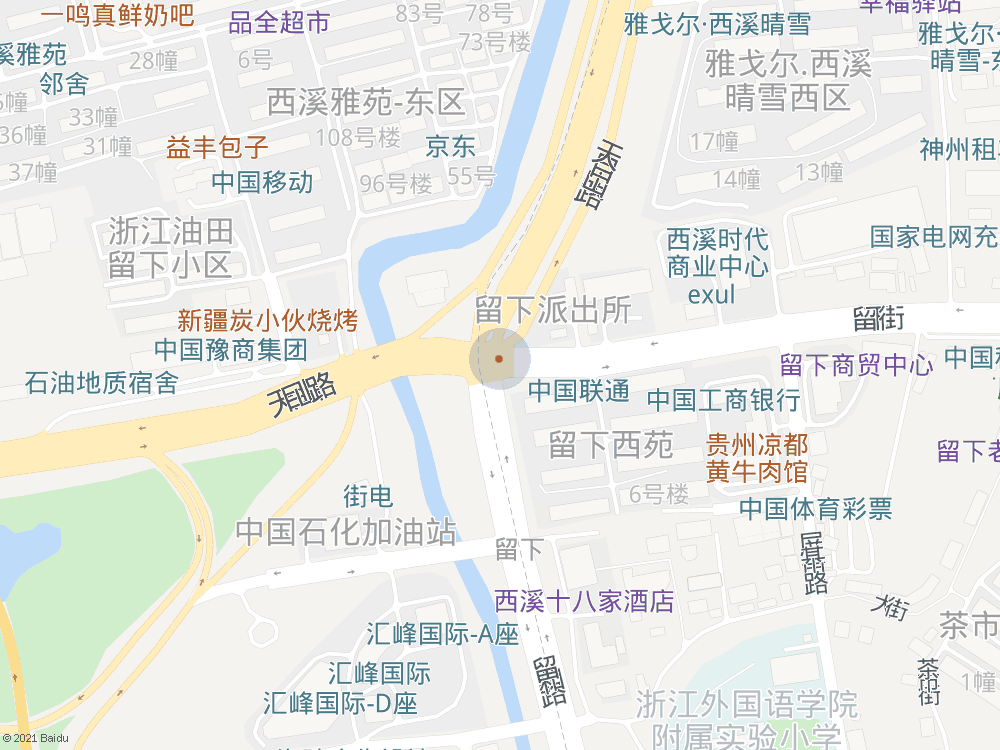 一鸣真鲜奶吧
品全超市
83号
78号
雅戈尔·西溪晴雪
幸福驿站
73号楼
雅戈尔·
晴雪-东
溪雅苑
邻舍
28幢
6号
西溪雅苑-东区
雅戈尔.西溪
晴雪西区
33幢
36幢
31幢
37幢
108号楼
益丰包子
京东
17幢
神州租车
中国移动
96号楼
55号
14幢
13幢
天目山路
浙江油田
留下小区
西溪时代
商业中心
exul
国家电网充
新疆炭小伙烧烤
留下派出所
留下街
中国豫商集团
石油地质宿舍
天目山路
留下商贸中心
中国联通
中国工商银行
留下西苑
贵州凉都
黄牛肉馆
留下老
6号楼
街电
中国体育彩票
中国石化加油站
留下
屏基路
西溪十八家酒店
大街
茶市
汇峰国际-A座
汇峰国际
汇峰国际-D座
留和路
茶市街
1幢
浙江外国语学院
附属实验小学
© 2021 Baidu